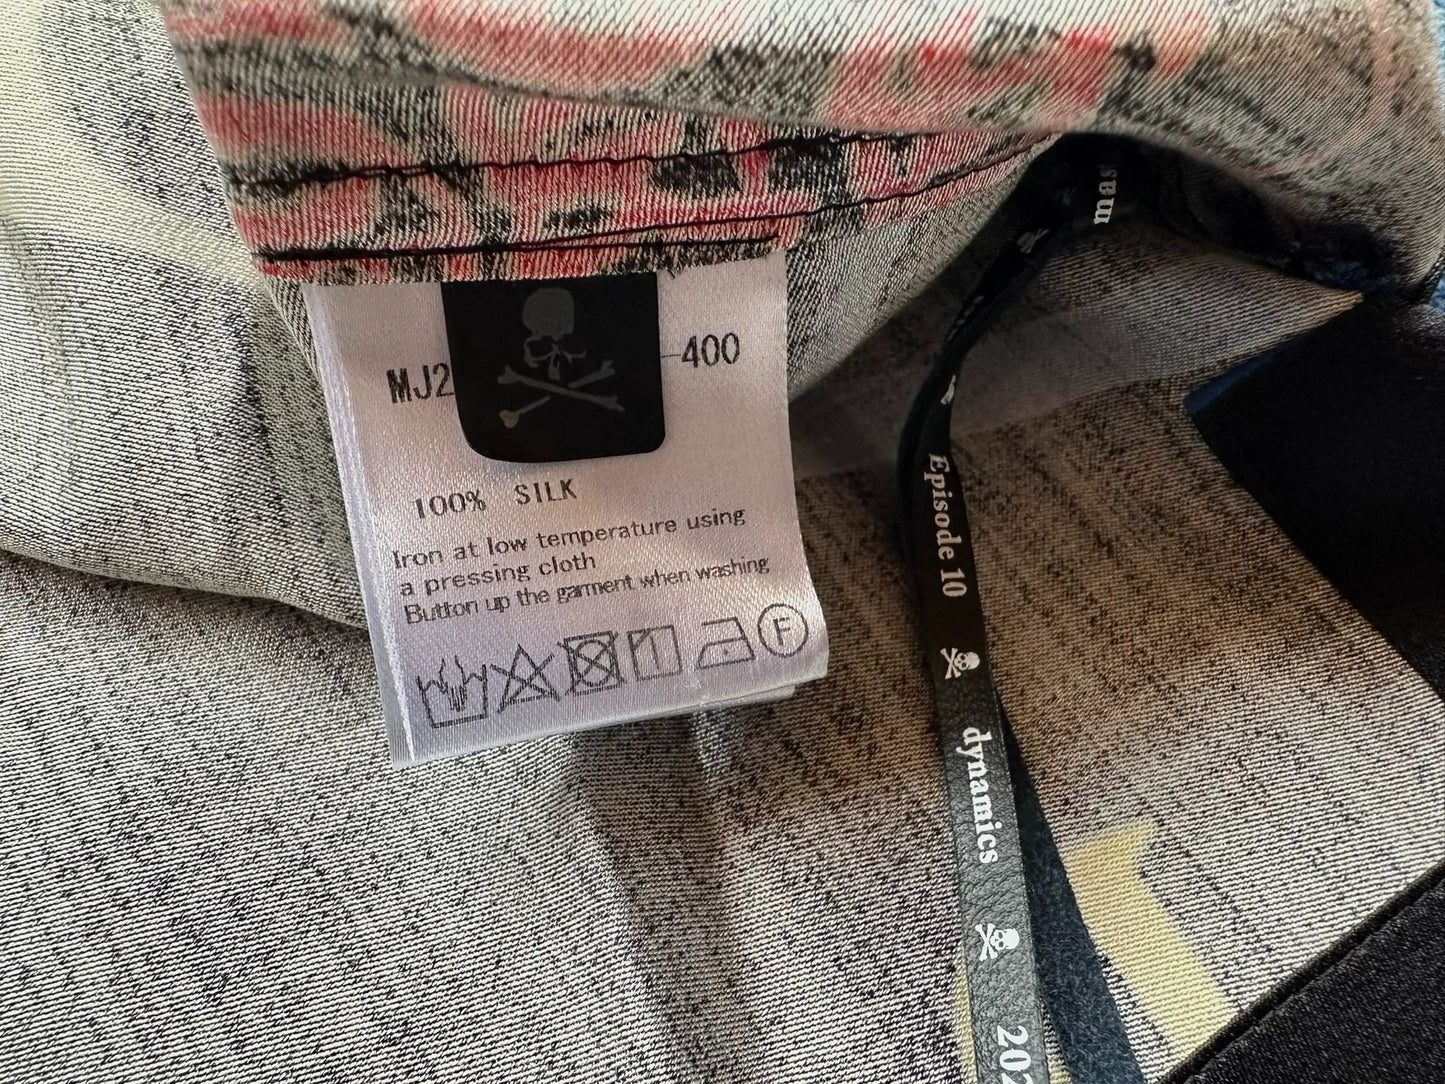 MJ2 -400
100% SILK
Iron at low temperature using
a pressing cloth
Button up the garment when washing
F
mas
Episode 10
dynamics
202